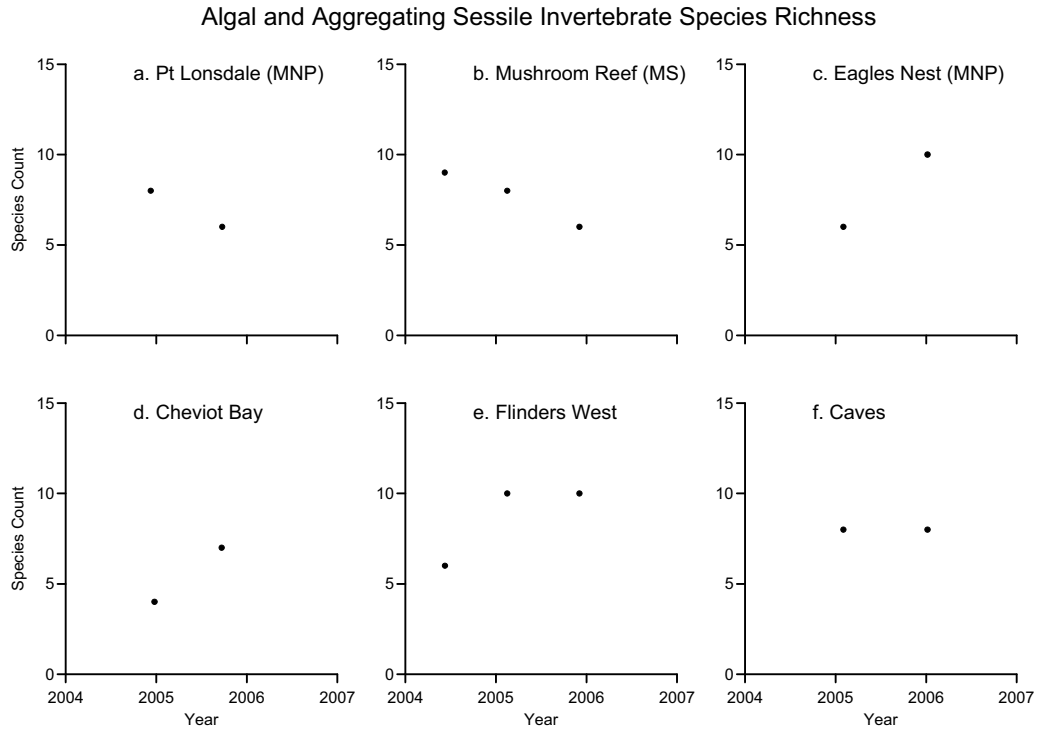 Algal and Aggregating Sessile Invertebrate Species Richness
a. Pt Lonsdale (MNP)
15
10
5
0
Species Count
b. Mushroom Reef (MS)
15
10
5
0
c. Eagles Nest (MNP)
15
10
5
0
d. Cheviot Bay
15
10
5
0
Species Count
2004 2005 2006 2007
Year
e. Flinders West
15
10
5
0
2004 2005 2006 2007
Year
f. Caves
15
10
5
0
2004 2005 2006 2007
Year